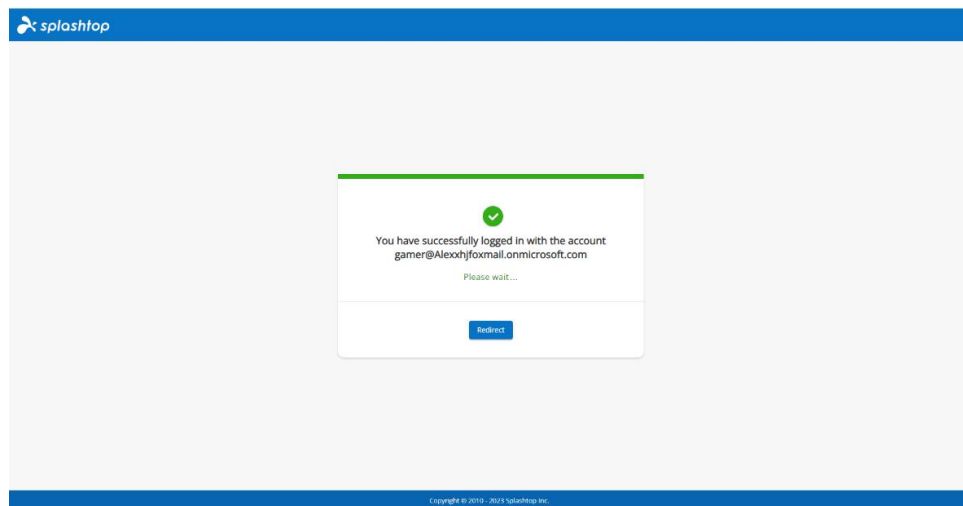 splashtop
You have successfully logged in with the account
gamer@Alexxhjfoxmail.onmicrosoft.com
Please wait...
Redirect
Copyright © 2010 - 2023 Splashtop Inc.